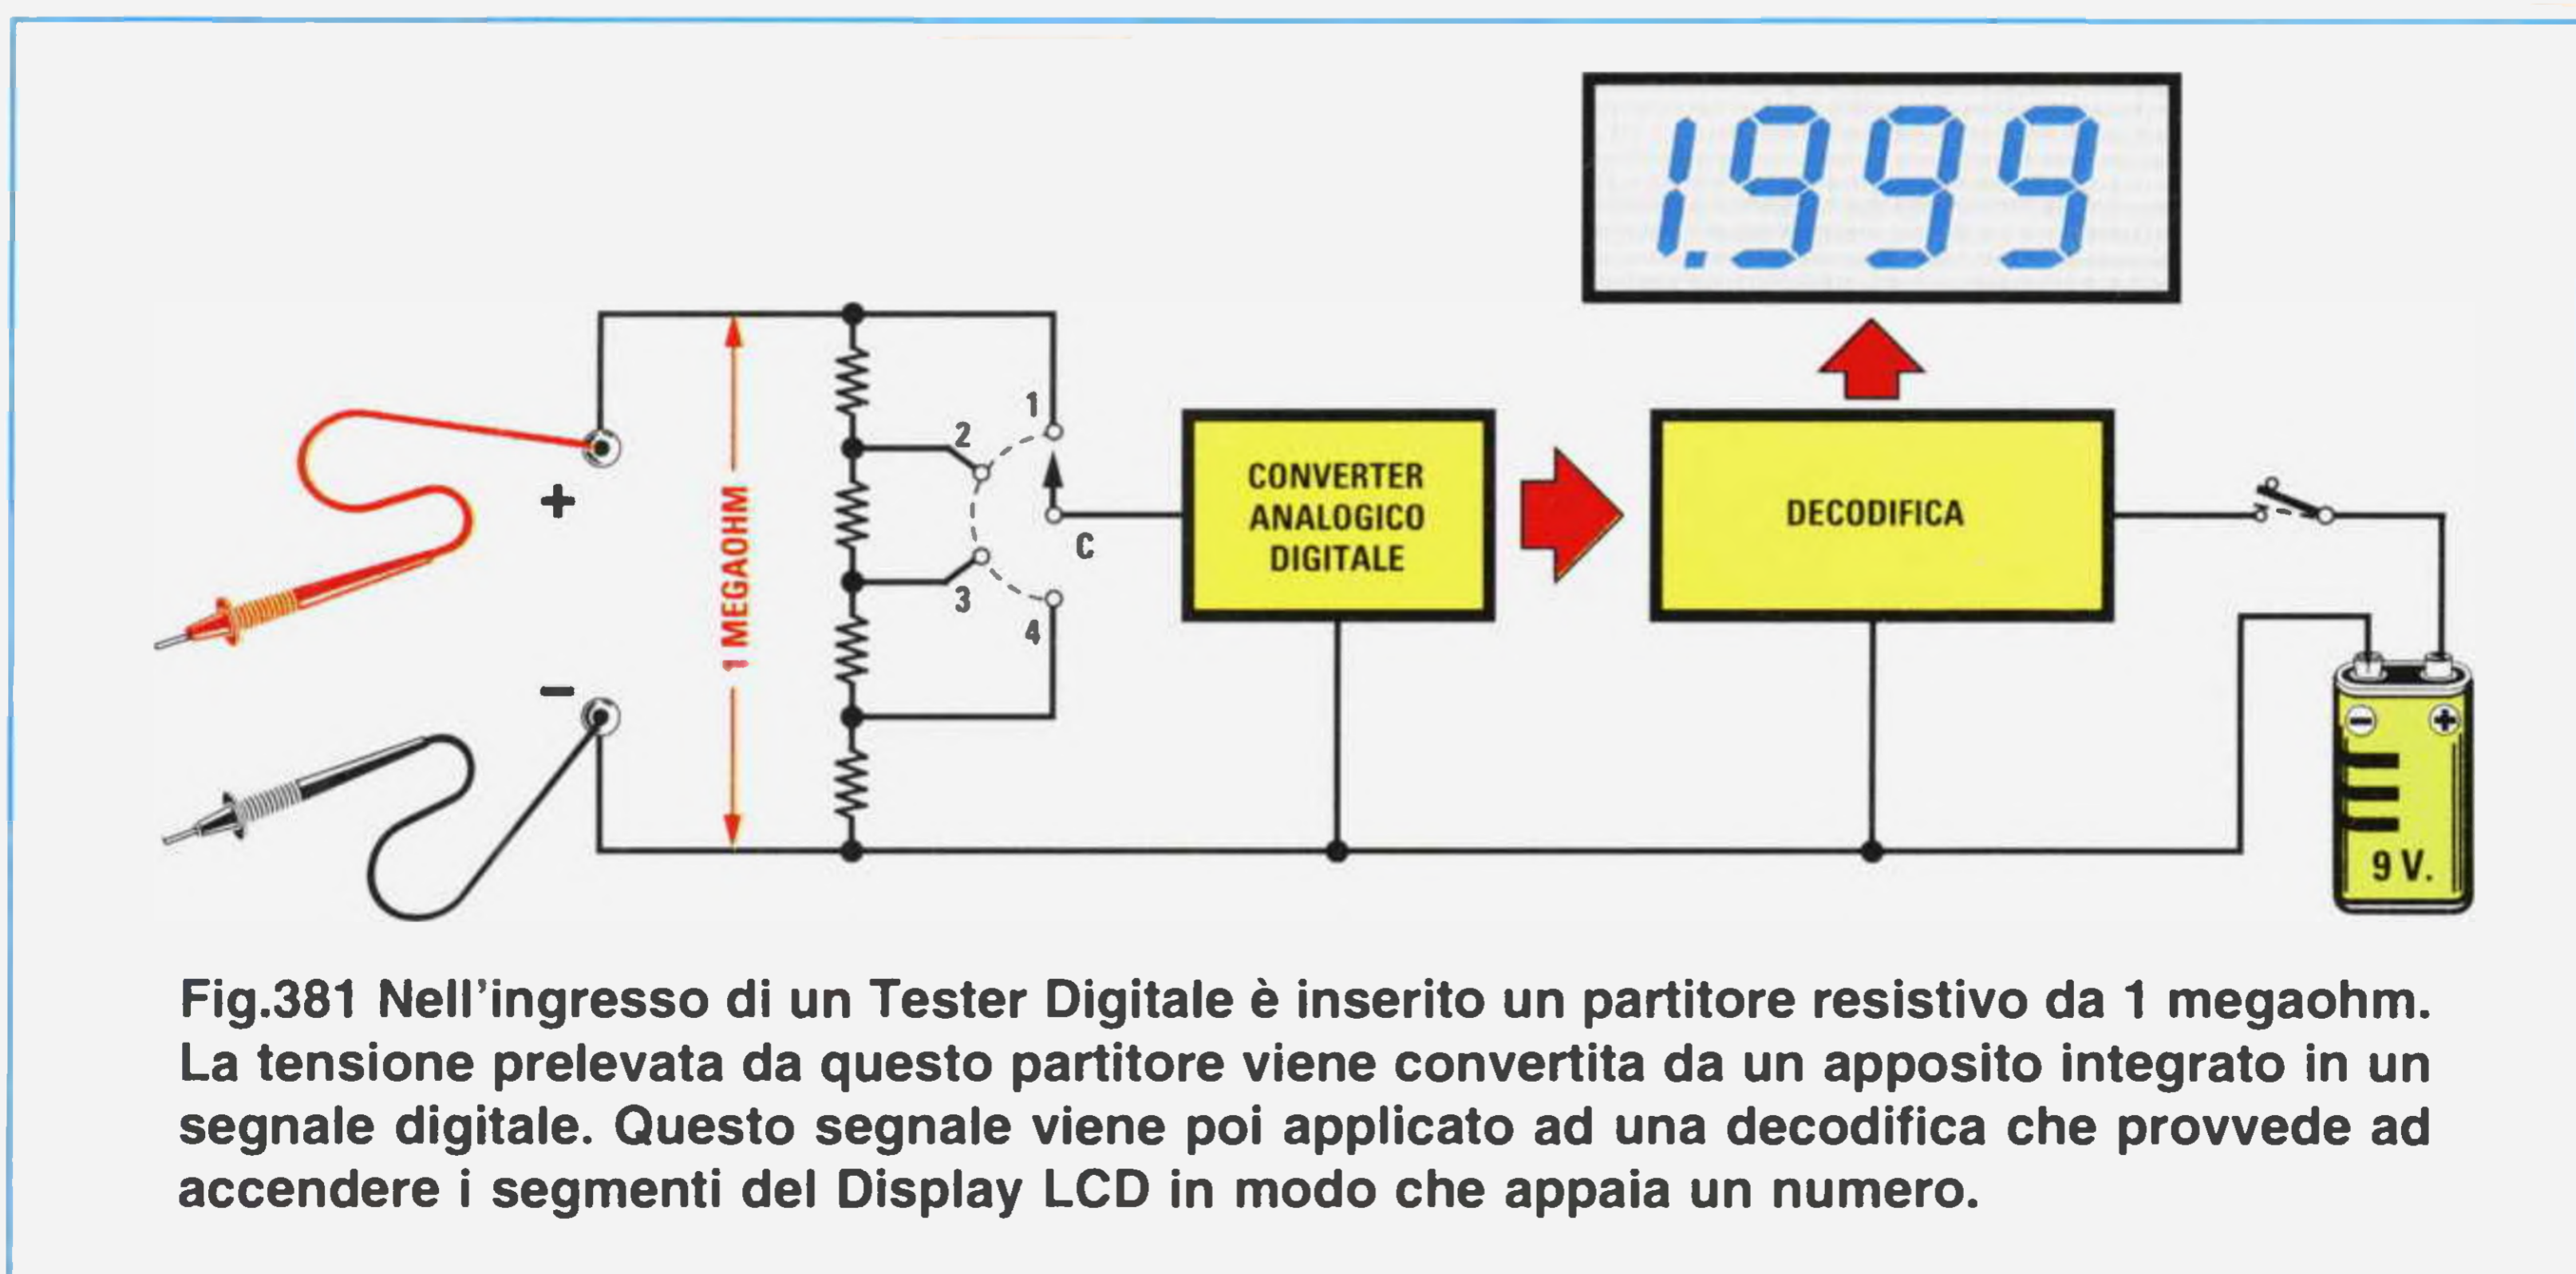 1.999
1
2
+
1 MEGAOHM
C
3
4
−
CONVERTER
ANALOGICO
DIGITALE
DECODIFICA
− +
9 V.
Fig.381 Nell'ingresso di un Tester Digitale è inserito un partitore resistivo da 1 megaohm.
La tensione prelevata da questo partitore viene convertita da un apposito integrato in un
segnale digitale. Questo segnale viene poi applicato ad una decodifica che provvede ad
accendere i segmenti del Display LCD in modo che appaia un numero.